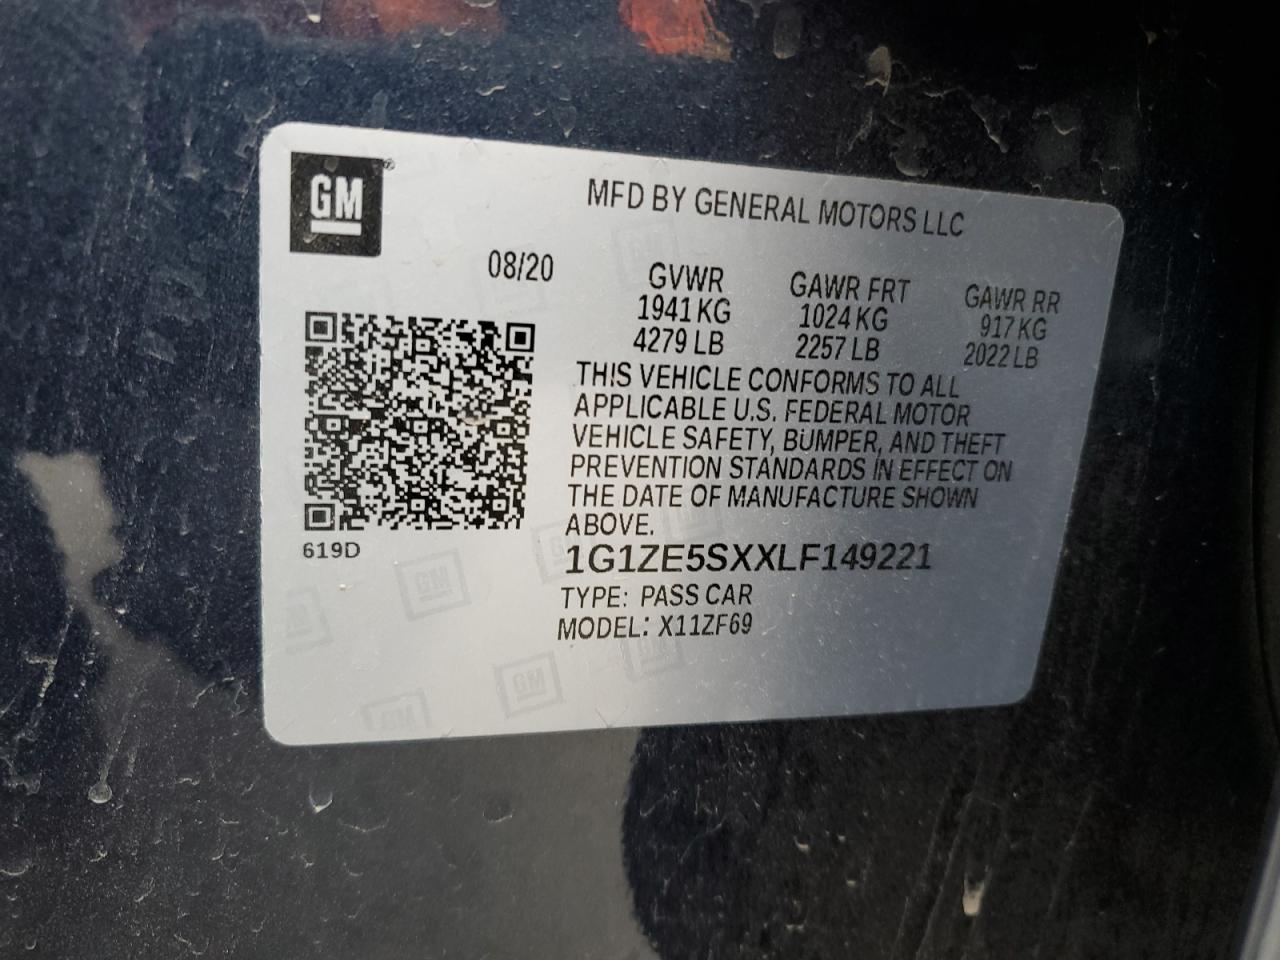 GM
MFD BY GENERAL MOTORS LLC
08/20
GVWR GAWR FRT GAWR RR
1941 KG 1024 KG 917 KG
4279 LB 2257 LB 2022 LB
THIS VEHICLE CONFORMS TO ALL
APPLICABLE U.S. FEDERAL MOTOR
VEHICLE SAFETY, BUMPER, AND THEFT
PREVENTION STANDARDS IN EFFECT ON
THE DATE OF MANUFACTURE SHOWN
ABOVE.
619D
1G1ZE5SXXLF149221
TYPE: PASS CAR
MODEL: X11ZF69